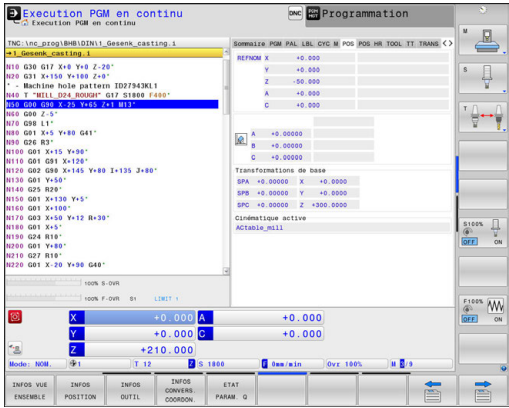 Execution PGM en continu
Execution PGM en continu
DNC
Programmation
TNC:\nc_prog\BHB\DIN\1_Gesenk_casting.i
→1_Gesenk_casting.i
N10 G30 G17 X+0 Y+0 Z-20*
N20 G31 X+150 Y+100 Z+0*
* - Machine hole pattern ID27943KL1
N40 T "MILL_D24_ROUGH" G17 S1800 F400*
N50 G00 G90 X-25 Y+65 Z+1 M13*
N60 G00 Z-5*
N70 G98 L1*
N80 G01 X+5 Y+80 G41*
N90 G26 R3*
N100 G01 X+15 Y+90*
N110 G01 G91 X+120*
N120 G02 G90 X+145 Y+80 I+135 J+80*
N130 G01 Y+50*
N140 G25 R20*
N150 G01 X+130 Y+5*
N160 G01 X+100*
N170 G03 X+50 Y+12 R+30*
N180 G01 X+5*
N190 G24 R10*
N200 G01 Y+80*
N210 G27 R10*
N220 G01 X-20 Y+90 G40*
Sommaire PGM PAL LBL CYC M POS POS HR TOOL TT TRANS
REFNOM X +0.000
Y +0.000
Z -50.000
A +0.000
C +0.000
A +0.00000
B +0.00000
C +0.00000
Transformations de base
SPA +0.00000 X +0.0000
SPB +0.00000 Y +0.0000
SPC +0.00000 Z +300.0000
Cinématique active
ACtable_mill
100% S-OVR
100% F-OVR S1 LIMIT 1
X +0.000 A +0.000
Y +0.000 C +0.000
Z +210.000
Mode: NOM. 1 T 12 Z S 1800 F 0mm/min Ovr 100% M 5/9
INFOS VUE ENSEMBLE
INFOS POSITION
INFOS OUTIL
INFOS CONVERS. COORDON.
ETAT PARAM. Q
M
S
T
S100%
OFF ON
F100%
OFF ON